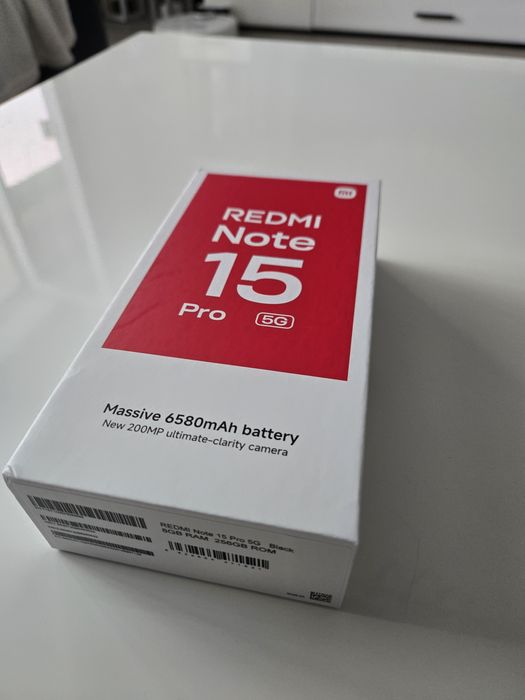 mi
REDMI
Note
15
Pro 5G
Massive 6580mAh battery
New 200MP ultimate-clarity camera
REDMI Note 15 Pro 5G Black
8GB RAM 256GB ROM